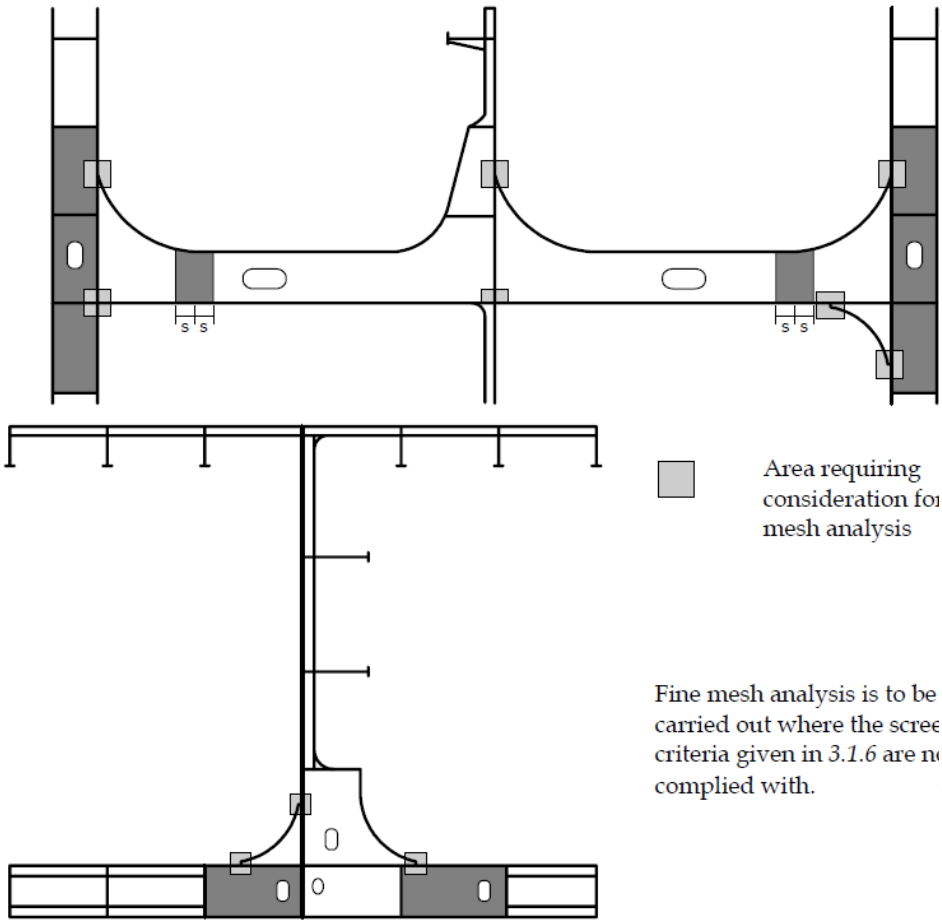 s s
s s
Area requiring
consideration for
mesh analysis
Fine mesh analysis is to be
carried out where the scree
criteria given in 3.1.6 are no
complied with.